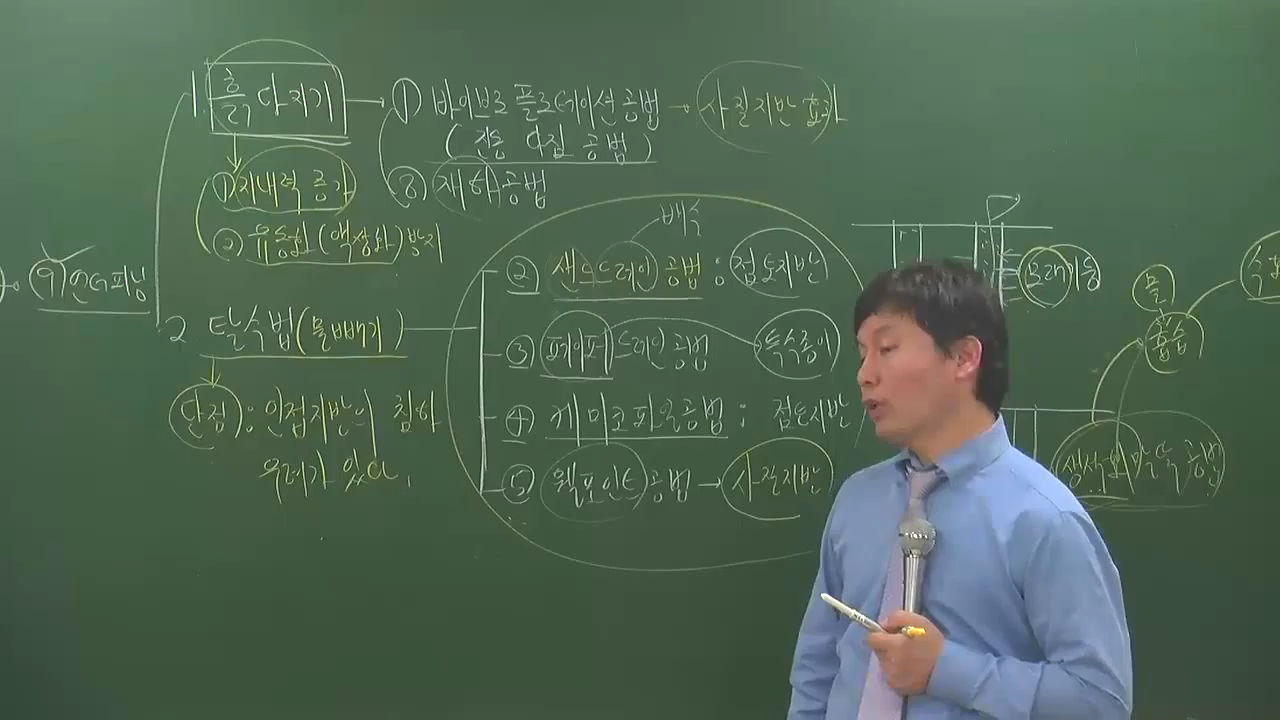 1. 흙 다지기 → ① 바이브로 플로테이션 공법 → 사질지반 효과
(진동 다짐 공법)
① 지내력 증가
⑧ 재하공법
② 유동화(액상화)방지
배수
② 샌드드레인 공법 : 점토지반
모래기둥
⑨ 언더피닝
물
2 탈수법(물빼기)
③ 페이퍼드레인 공법
특수종이
흡수
단점 : 인접지반의 침하
우려가 있다.
④ 케미코파일공법 ; 점토지반
생석회말뚝 공법
⑤ 웰포인트 공법 → 사질지반